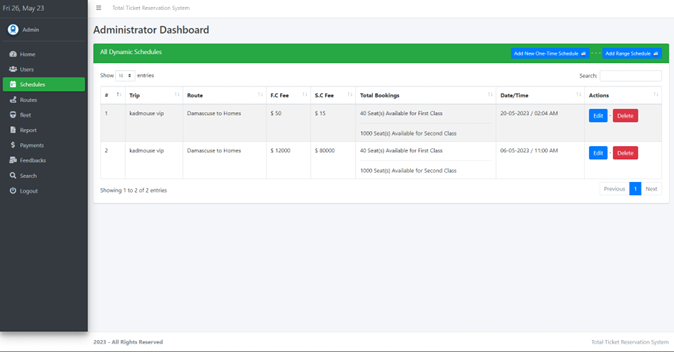 Fri 26, May 23
Total Ticket Reservation System
Admin
Home
Users
Schedules
Routes
fleet
Report
Payments
Feedbacks
Search
Logout
Administrator Dashboard
All Dynamic Schedules
Add New One-Time Schedule - - - Add Range Schedule
Show 10 entries
Search:
# Trip Route F.C Fee S.C Fee Total Bookings Date/Time Actions
1 kadmouse vip Damascuse to Homes $ 50 $ 15 40 Seat(s) Available for First Class 20-05-2023 / 02:04 AM Edit - Delete
1000 Seat(s) Available for Second Class
2 kadmouse vip Damascuse to Homes $ 12000 $ 80000 40 Seat(s) Available for First Class 06-05-2023 / 11:00 AM Edit - Delete
1000 Seat(s) Available for Second Class
Showing 1 to 2 of 2 entries
Previous 1 Next
2023 - All Rights Reserved
Total Ticket Reservation System